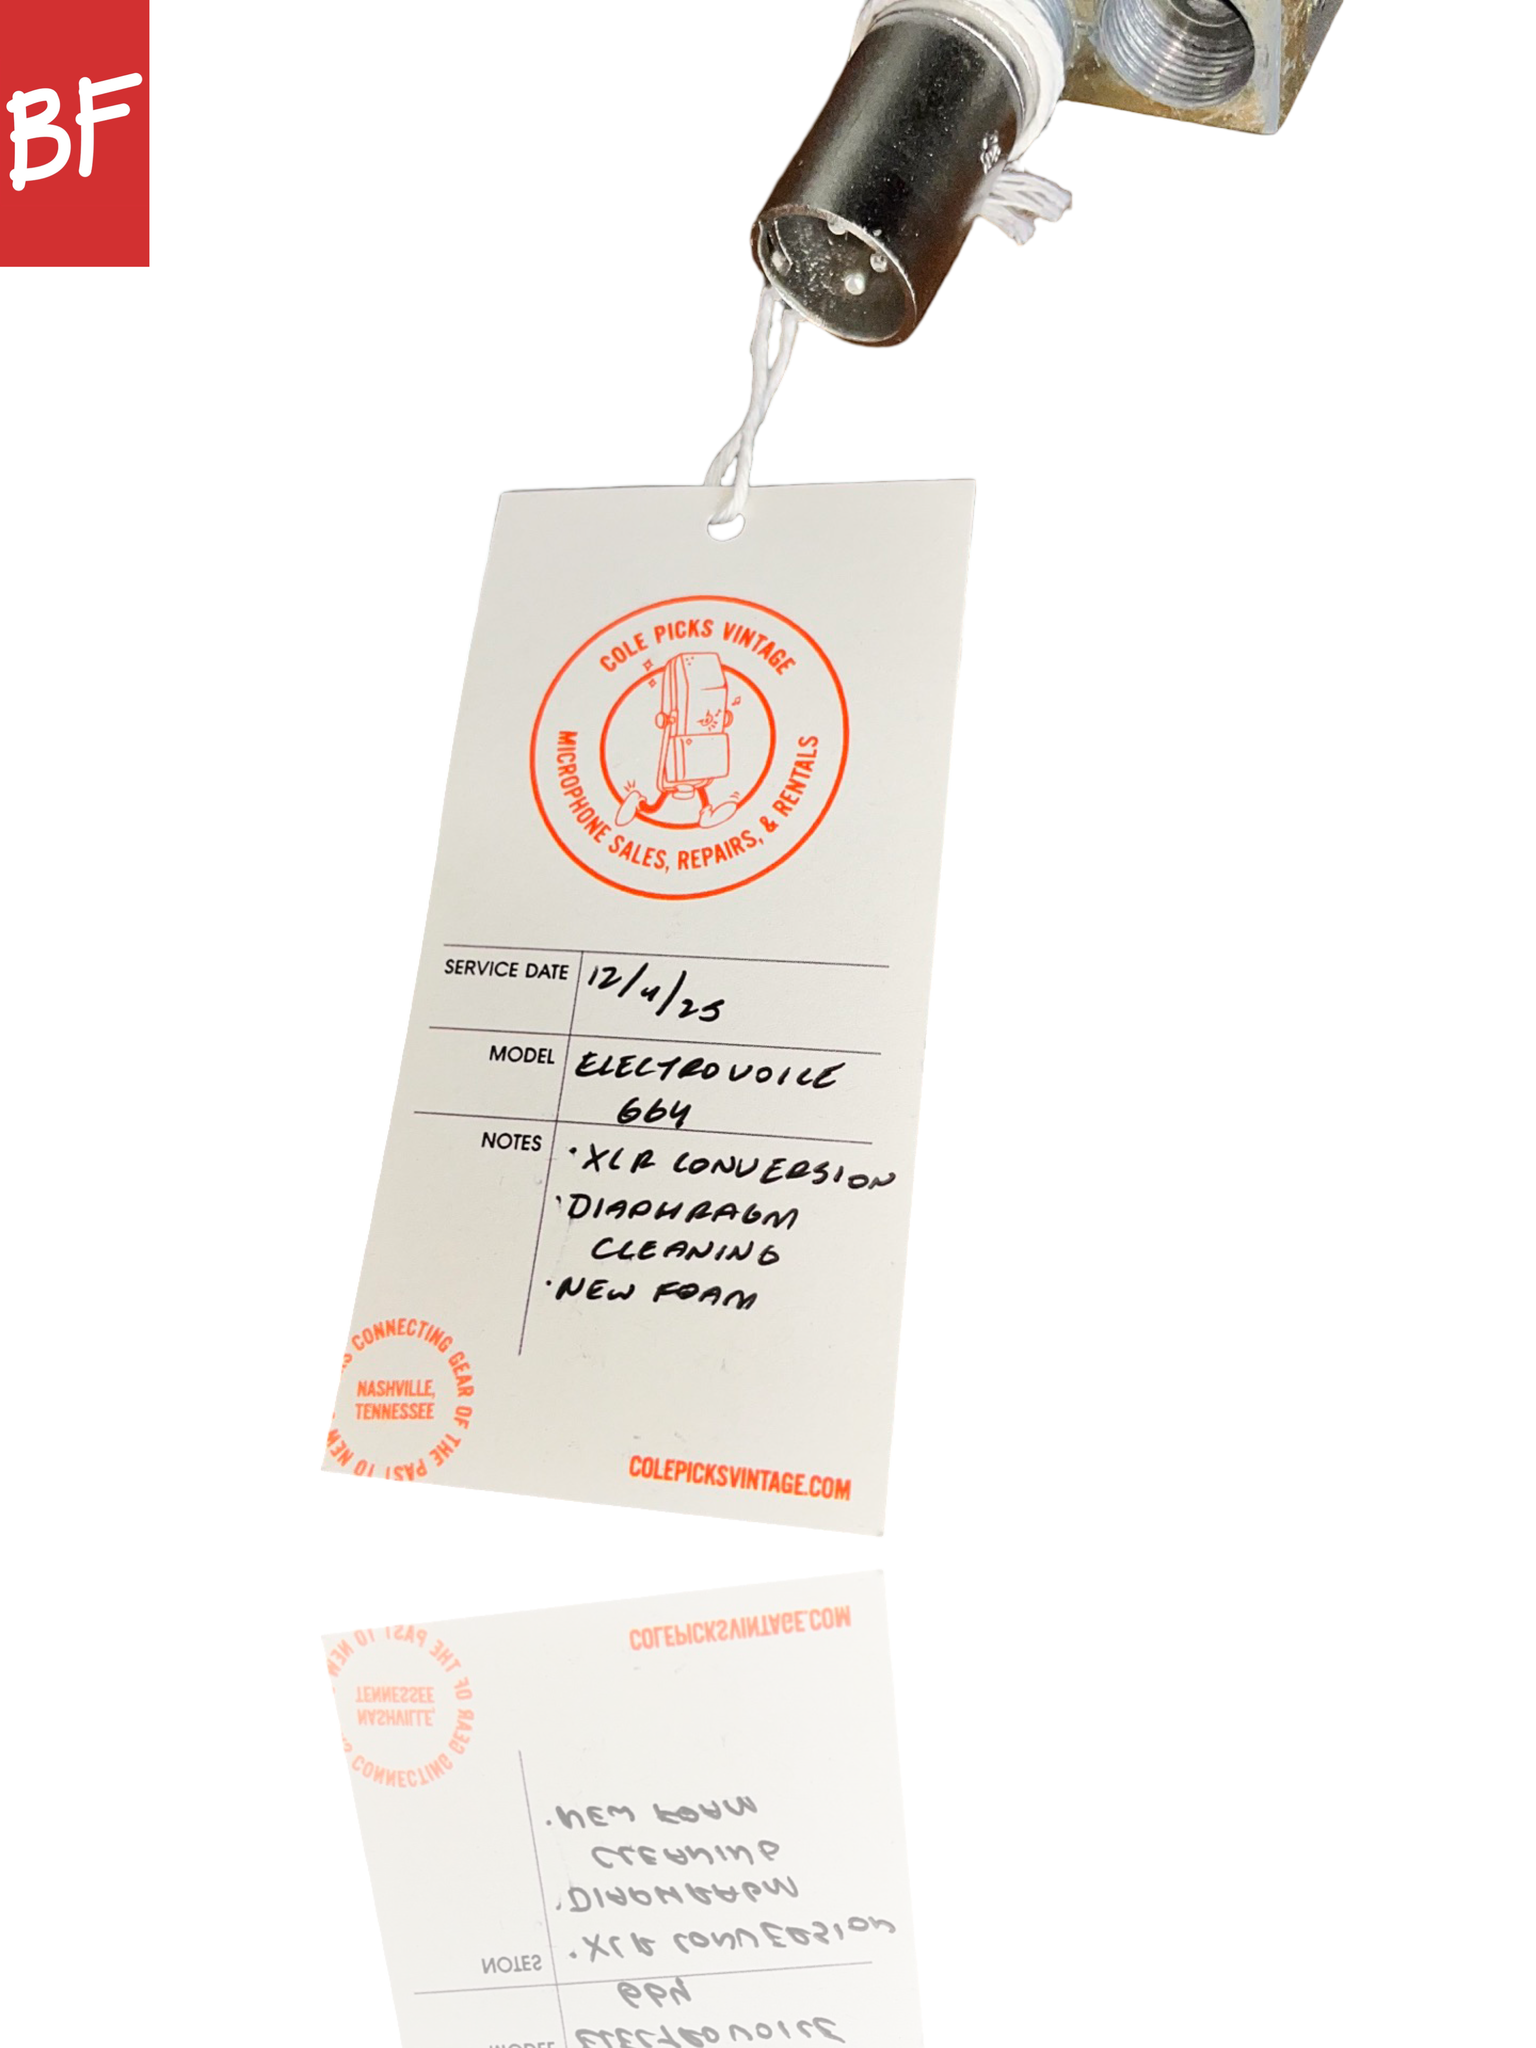 BF
COLE PICKS VINTAGE
MICROPHONE SALES, REPAIRS, & RENTALS
SERVICE DATE 12/4/25
MODEL ELECTROVOICE
664
NOTES · XLR CONVERSION
· DIAPHRAGM
CLEANING
· NEW FOAM
CONNECTING GEAR OF THE PAST TO NEW
NASHVILLE,
TENNESSEE
COLEPICKSVINTAGE.COM